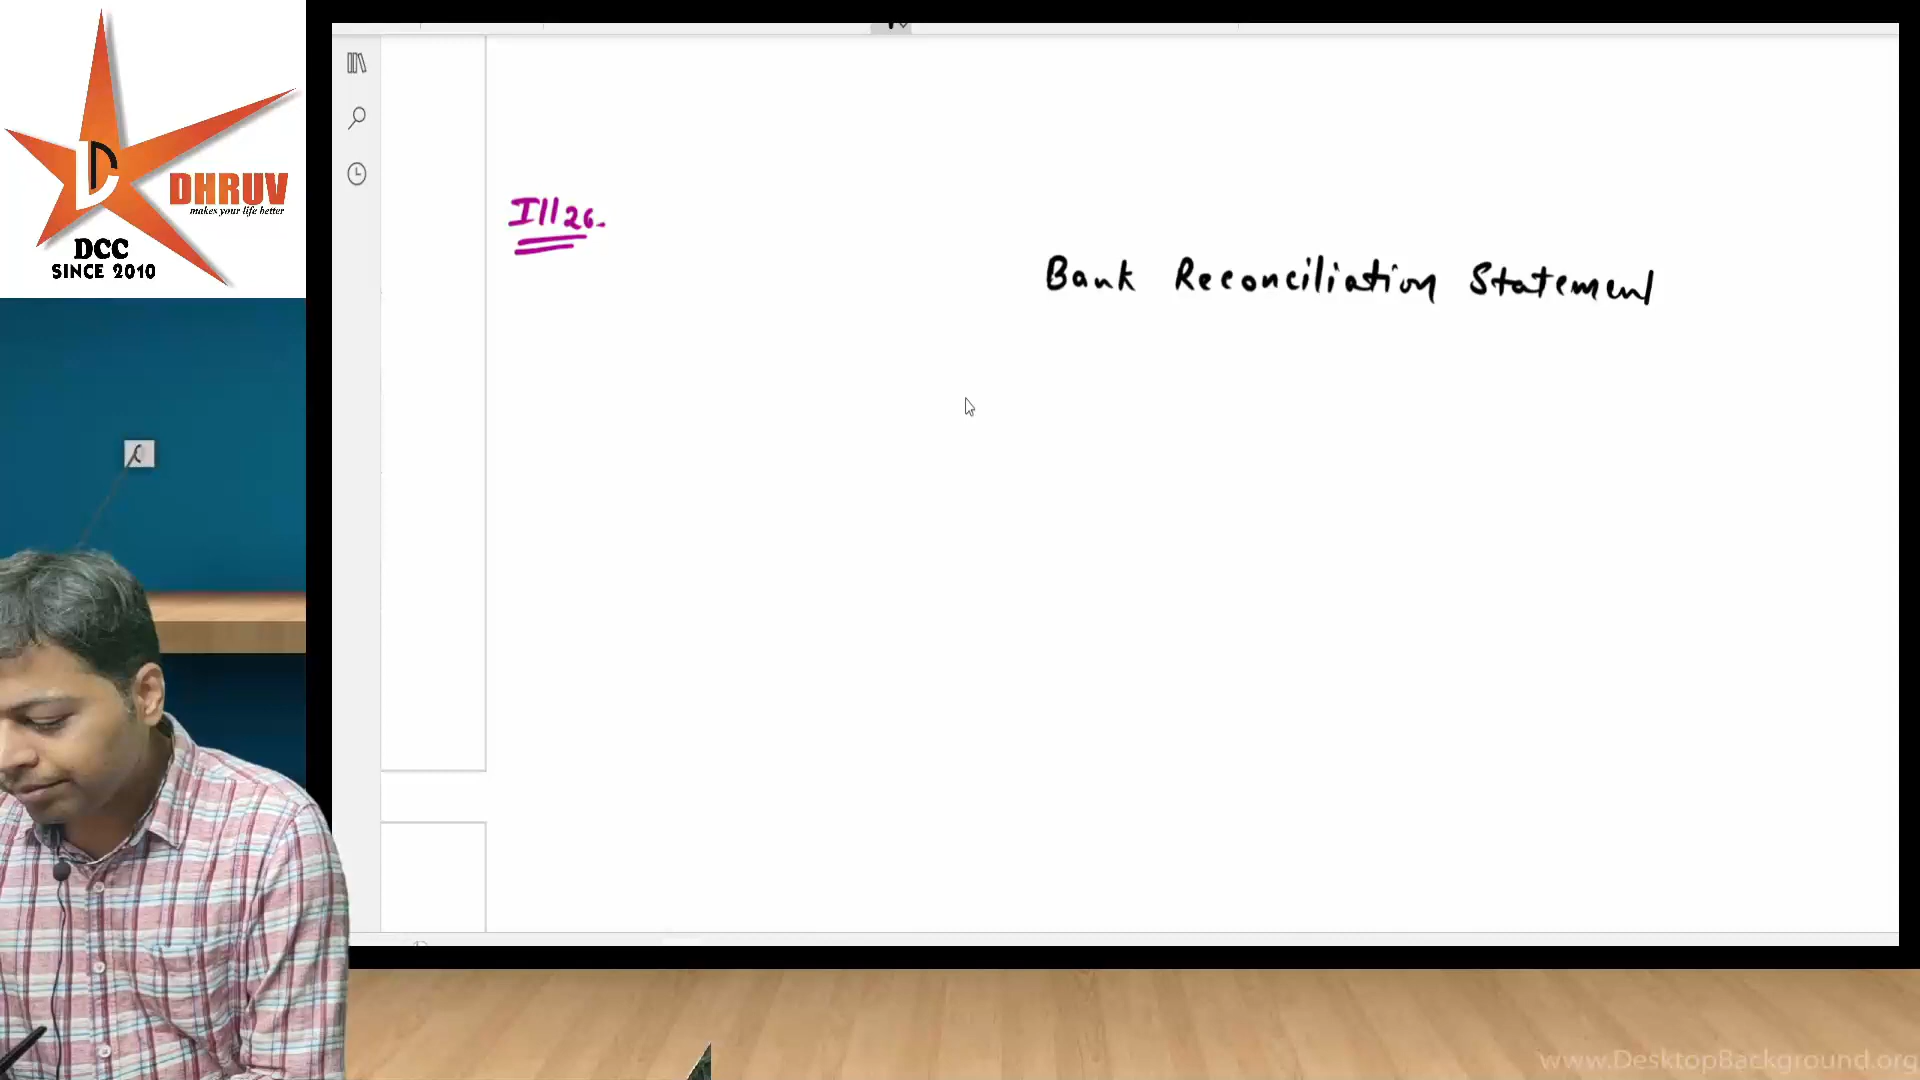 DHRUV
makes your life better
DCC
SINCE 2010
Ill 26.
Bank Reconciliation Statement
www.DesktopBackground.org